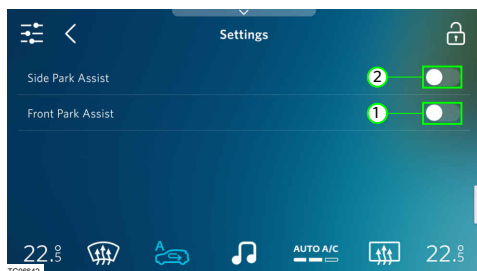 Settings
Side Park Assist
2
Front Park Assist
1
22.5°
A
AUTO A/C
22.5°